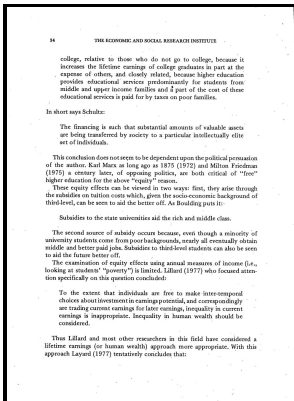 54 THE ECONOMIC AND SOCIAL RESEARCH INSTITUTE
college, relative to those who do not go to college, because it
increases the lifetime earnings of college graduates in part at the
expense of others, and closely related, because higher education
provides educational services predominantly for students from
middle and upper income families and a part of the cost of these
educational services is paid for by taxes on poor families.
In short says Schultz:
The financing is such that substantial amounts of valuable assets
are being transferred by society to a particular intellectually elite
set of individuals.
This conclusion does not seem to be dependent upon the political persuasion
of the author. Karl Marx as long ago as 1875 (1972) and Milton Friedman
(1975) a century later, of opposing politics, are both critical of "free"
higher education for the above "equity" reason.
These equity effects can be viewed in two ways: first, they arise through
the subsidies on tuition costs which, given the socio-economic background of
third-level, can be seen to aid the better off. As Boulding puts it:
Subsidies to the state universities aid the rich and middle class.
The second source of subsidy occurs because, even though a minority of
university students come from poor backgrounds, nearly all eventually obtain
middle and better paid jobs. Subsidies to third-level students can also be seen
to aid the future better off.
The examination of equity effects using annual measures of income (i.e.,
looking at students' "poverty") is limited. Lillard (1977) who focused atten-
tion specifically on this question concluded:
To the extent that individuals are free to make inter-temporal
choices about investment in earnings potential, and correspondingly
are trading current earnings for later earnings, inequality in current
earnings is inappropriate. Inequality in human wealth should be
considered.
Thus Lillard and most other researchers in this field have considered a
lifetime earnings (or human wealth) approach more appropriate. With this
approach Layard (1977) tentatively concludes that: